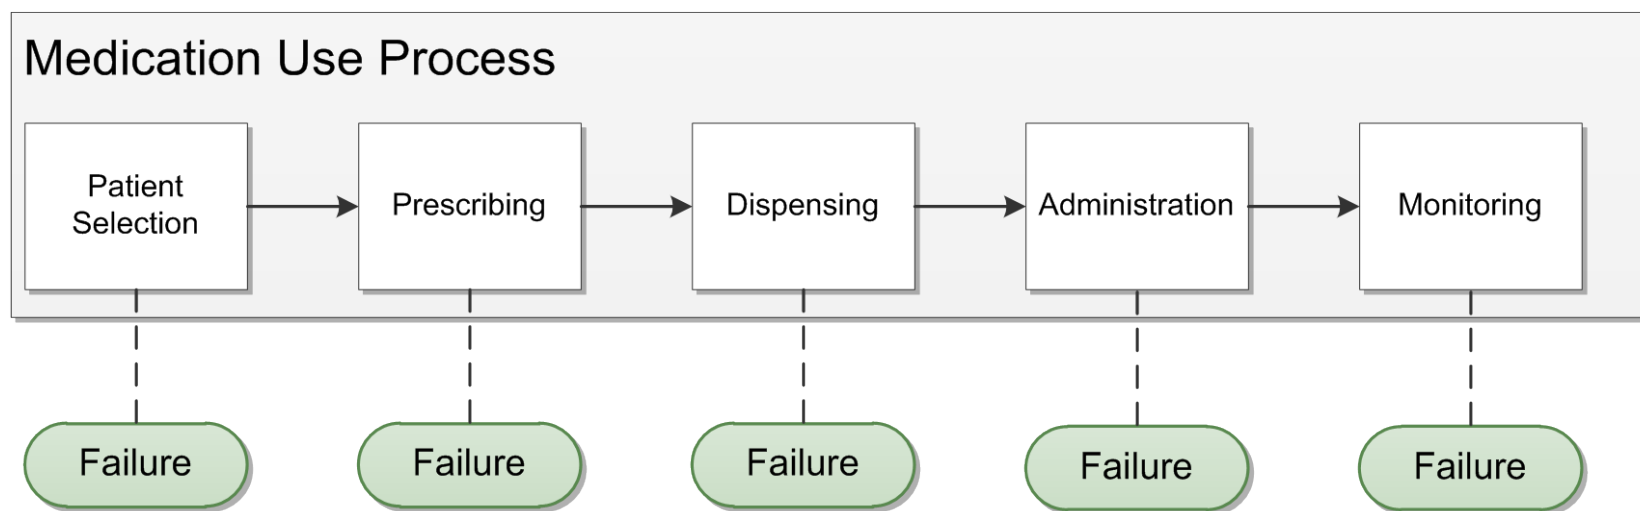 Medication Use Process
Patient
Selection
Prescribing
Dispensing
Administration
Monitoring
Failure
Failure
Failure
Failure
Failure